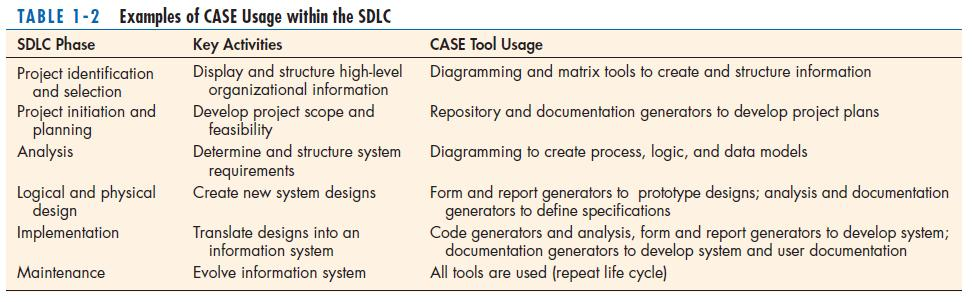 TABLE 1-2 Examples of CASE Usage within the SDLC
SDLC Phase Key Activities CASE Tool Usage
Project identification and selection Display and structure high-level organizational information Diagramming and matrix tools to create and structure information
Project initiation and planning Develop project scope and feasibility Repository and documentation generators to develop project plans
Analysis Determine and structure system requirements Diagramming to create process, logic, and data models
Logical and physical design Create new system designs Form and report generators to prototype designs; analysis and documentation generators to define specifications
Implementation Translate designs into an information system Code generators and analysis, form and report generators to develop system; documentation generators to develop system and user documentation
Maintenance Evolve information system All tools are used (repeat life cycle)